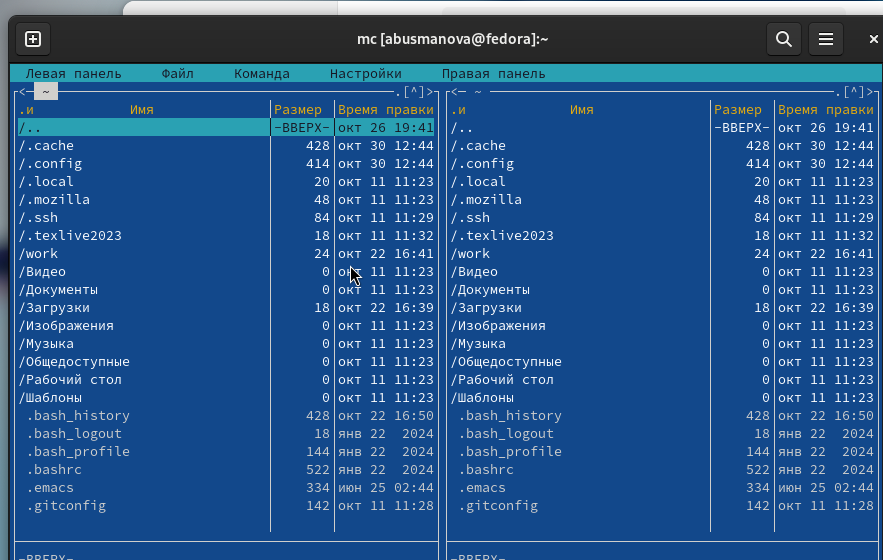 mc [abusmanova@fedora]:~
Левая панель Файл Команда Настройки Правая панель
<─ ~ .[^]> <─ ~ .[^]>
.и Имя Размер Время правки .и Имя Размер Время правки
/.. -ВВЕРХ- окт 26 19:41 /.. -ВВЕРХ- окт 26 19:41
/.cache 428 окт 30 12:44 /.cache 428 окт 30 12:44
/.config 414 окт 30 12:44 /.config 414 окт 30 12:44
/.local 20 окт 11 11:23 /.local 20 окт 11 11:23
/.mozilla 48 окт 11 11:23 /.mozilla 48 окт 11 11:23
/.ssh 84 окт 11 11:29 /.ssh 84 окт 11 11:29
/.texlive2023 18 окт 11 11:32 /.texlive2023 18 окт 11 11:32
/work 24 окт 22 16:41 /work 24 окт 22 16:41
/Видео 0 окт 11 11:23 /Видео 0 окт 11 11:23
/Документы 0 окт 11 11:23 /Документы 0 окт 11 11:23
/Загрузки 18 окт 22 16:39 /Загрузки 18 окт 22 16:39
/Изображения 0 окт 11 11:23 /Изображения 0 окт 11 11:23
/Музыка 0 окт 11 11:23 /Музыка 0 окт 11 11:23
/Общедоступные 0 окт 11 11:23 /Общедоступные 0 окт 11 11:23
/Рабочий стол 0 окт 11 11:23 /Рабочий стол 0 окт 11 11:23
/Шаблоны 0 окт 11 11:23 /Шаблоны 0 окт 11 11:23
.bash_history 428 окт 22 16:50 .bash_history 428 окт 22 16:50
.bash_logout 18 янв 22 2024 .bash_logout 18 янв 22 2024
.bash_profile 144 янв 22 2024 .bash_profile 144 янв 22 2024
.bashrc 522 янв 22 2024 .bashrc 522 янв 22 2024
.emacs 334 июн 25 02:44 .emacs 334 июн 25 02:44
.gitconfig 142 окт 11 11:28 .gitconfig 142 окт 11 11:28
-ВВЕРХ- -ВВЕРХ-